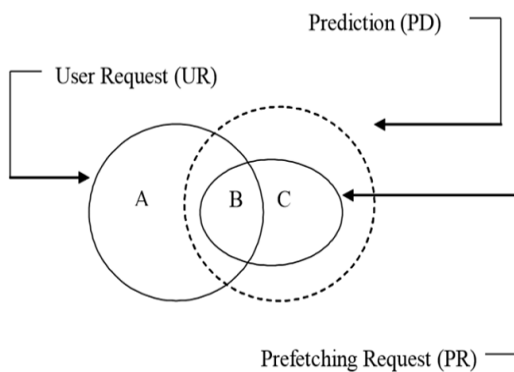 Prediction (PD)
User Request (UR)
A B C
Prefetching Request (PR)